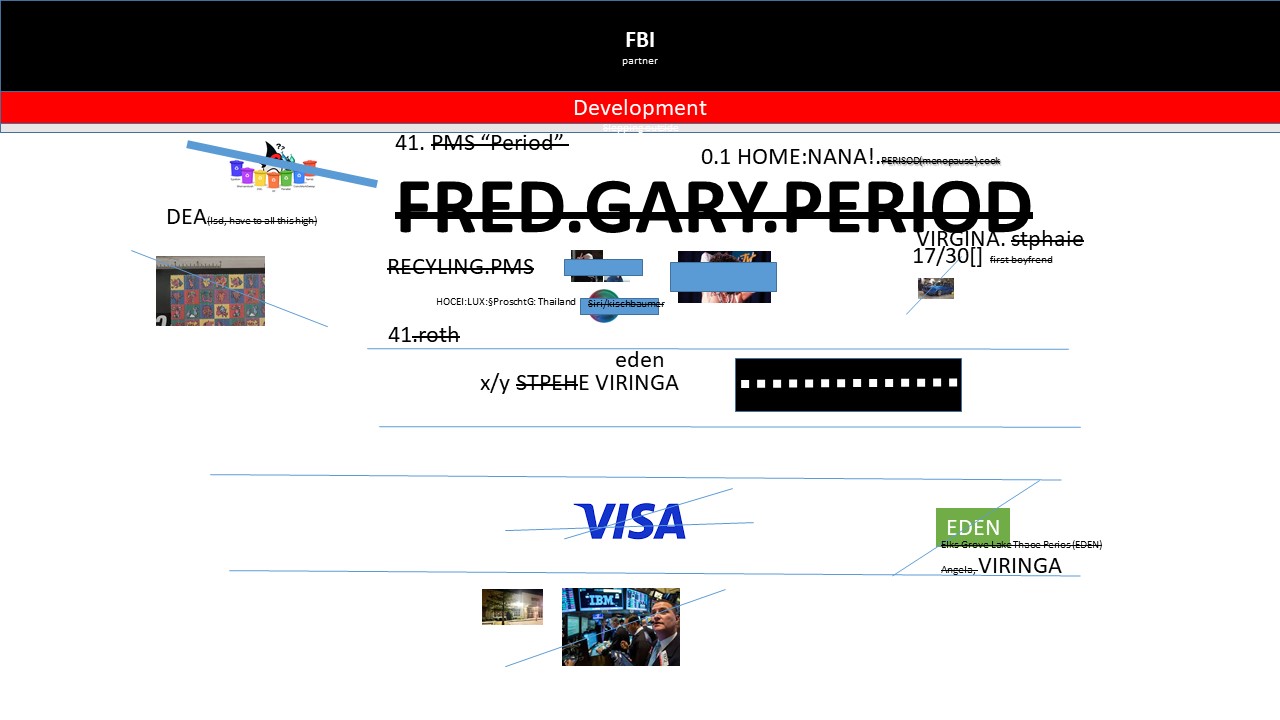 FBI
partner
Development
41. PMS “Period”
0.1 HOME:NANA!.PERISOD(menopause).cook
FRED.GARY.PERIOD
DEA(lsd, have to all this high)
VIRGINA. stphaie
17/30[] first boyfrend
RECYLING.PMS
HOCEI:LUX:§ProschtG: Thailand
Siri/kischbaumer
41.roth
eden
x/y STPEHE VIRINGA
VISA
EDEN
Elks Grove Lake Thaoe Perios (EDEN)
Angela, VIRINGA
IBM